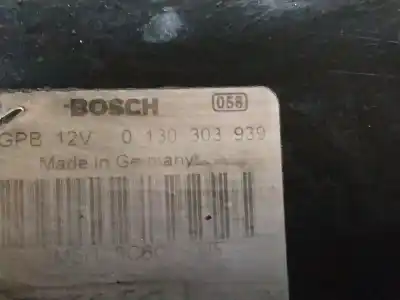 BOSCH 058
GPB 12V 0 130 303 939
Made in Germany